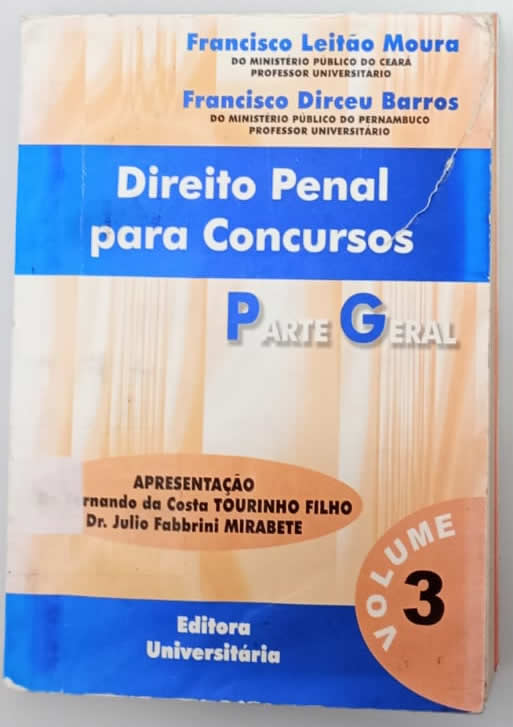 Francisco Leitão Moura
DO MINISTÉRIO PÚBLICO DO CEARÁ
PROFESSOR UNIVERSITARIO
Francisco Dirceu Barros
DO MINISTÉRIO PÚBLICO DO PERNAMBUCO
PROFESSOR UNIVERSITÁRIO
Direito Penal
para Concursos
PARTE GERAL
APRESENTAÇÃO
rnando da Costa TOURINHO FILHO
Dr. Julio Fabbrini MIRABETE
VOLUME
3
Editora
Universitária